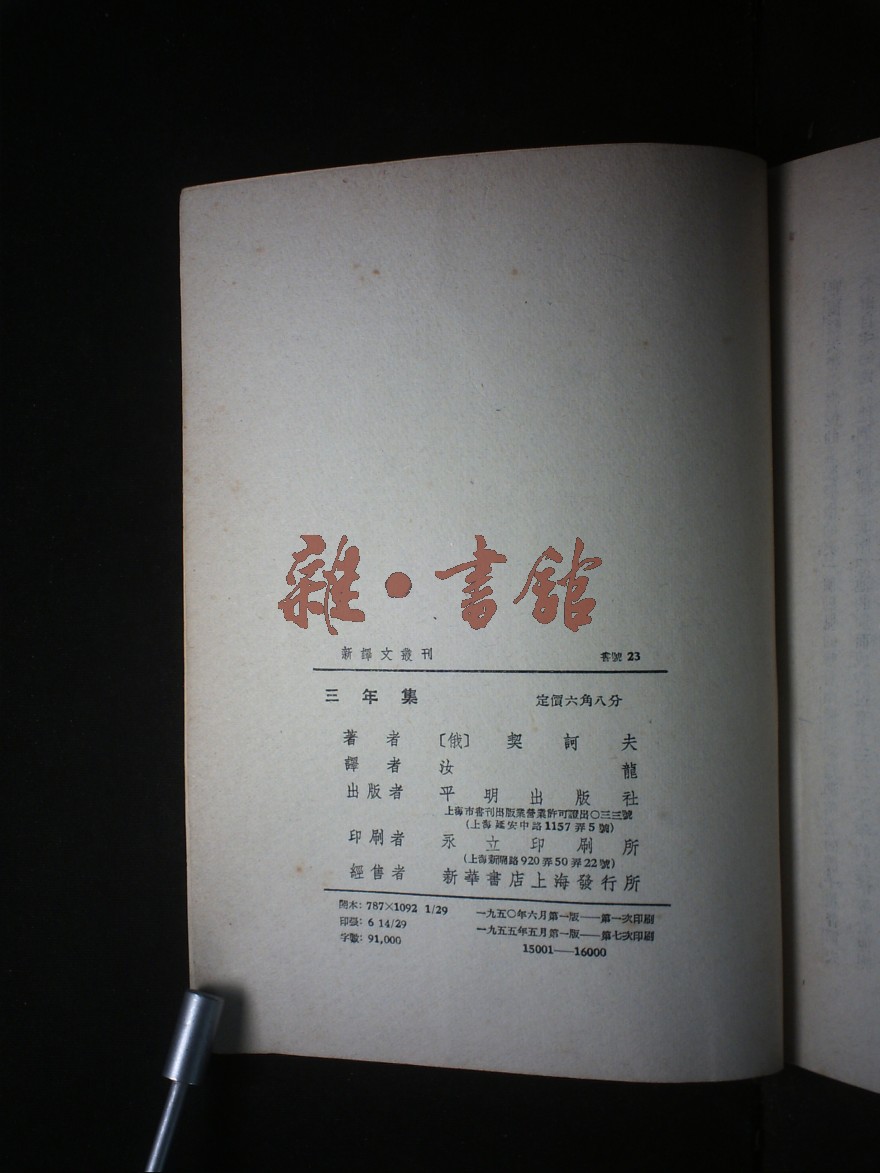 雜·書館
新譯文叢刊 書號 23
三年集 定價六角八分
著者 〔俄〕 契訶夫
譯者 汝龍
出版者 平明出版社
上海市書刊出版業營業許可證出〇三三號
(上海延安中路1157弄5號)
印刷者 永立印刷所
(上海新閘路920弄50弄22號)
經售者 新華書店上海發行所
開本: 787×1092 1/29 一九五〇年六月第一版——第一次印刷
印張: 6 14/29 一九五五年五月第一版——第七次印刷
字數: 91,000 15001——16000